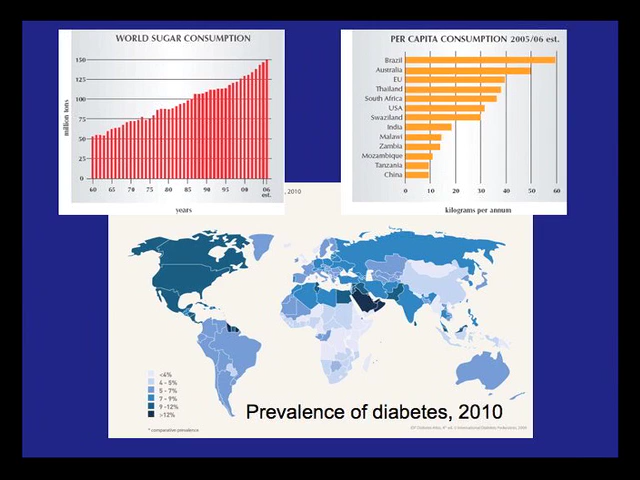 WORLD SUGAR CONSUMPTION
million tons
150
125
100
75
50
25
0
60 65 70 75 80 85 90 95 00 06
est.
years
PER CAPITA CONSUMPTION 2005/06 est.
Brazil
Australia
EU
Thailand
South Africa
USA
Swaziland
India
Malawi
Zambia
Mozambique
Tanzania
China
0 10 20 30 40 50 60
kilograms per annum
, 2010
<4%
4 - 5%
5 - 7%
7 - 9%
9 -12%
>12%
Prevalence of diabetes, 2010
* comparative prevalence